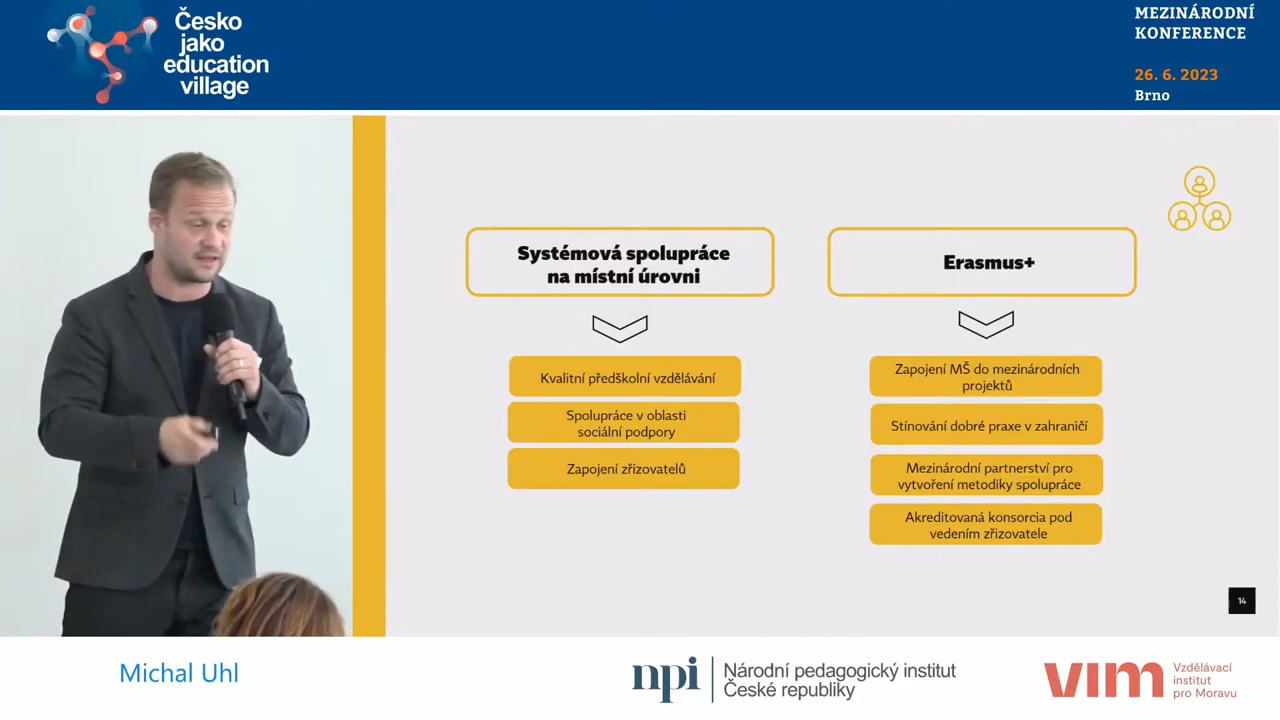 Česko
jako
education
village
MEZINÁRODNÍ
KONFERENCE
26. 6. 2023
Brno
Systémová spolupráce
na místní úrovni
Kvalitní předškolní vzdělávání
Spolupráce v oblasti
sociální podpory
Zapojení zřizovatelů
Erasmus+
Zapojení MŠ do mezinárodních
projektů
Stínování dobré praxe v zahraničí
Mezinárodní partnerství pro
vytvoření metodiky spolupráce
Akreditovaná konsorcia pod
vedením zřizovatele
14
Michal Uhl
npi
Národní pedagogický institut
České republiky
vim
Vzdělávací
institut
pro Moravu